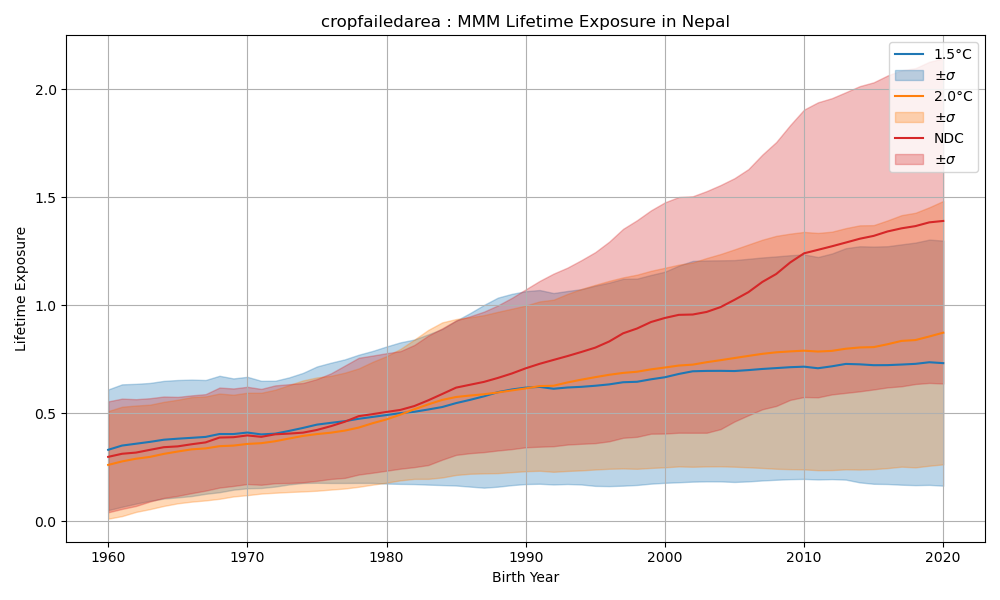 cropfailedarea : MMM Lifetime Exposure in Nepal
1.5°C
±σ
2.0°C
±σ
NDC
±σ
2.0
1.5
1.0
0.5
0.0
Lifetime Exposure
1960 1970 1980 1990 2000 2010 2020
Birth Year